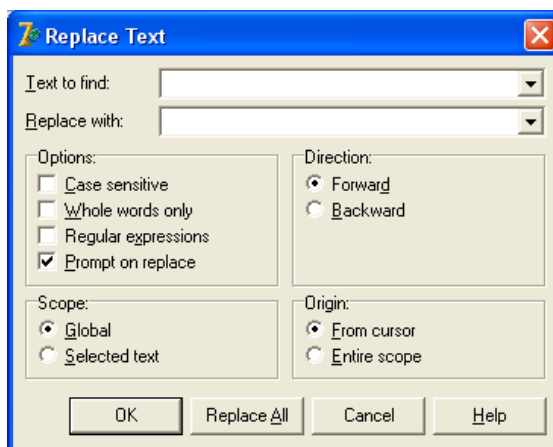 Replace Text
Text to find:
Replace with:
Options:
Case sensitive
Whole words only
Regular expressions
Prompt on replace
Direction:
Forward
Backward
Scope:
Global
Selected text
Origin:
From cursor
Entire scope
OK
Replace All
Cancel
Help